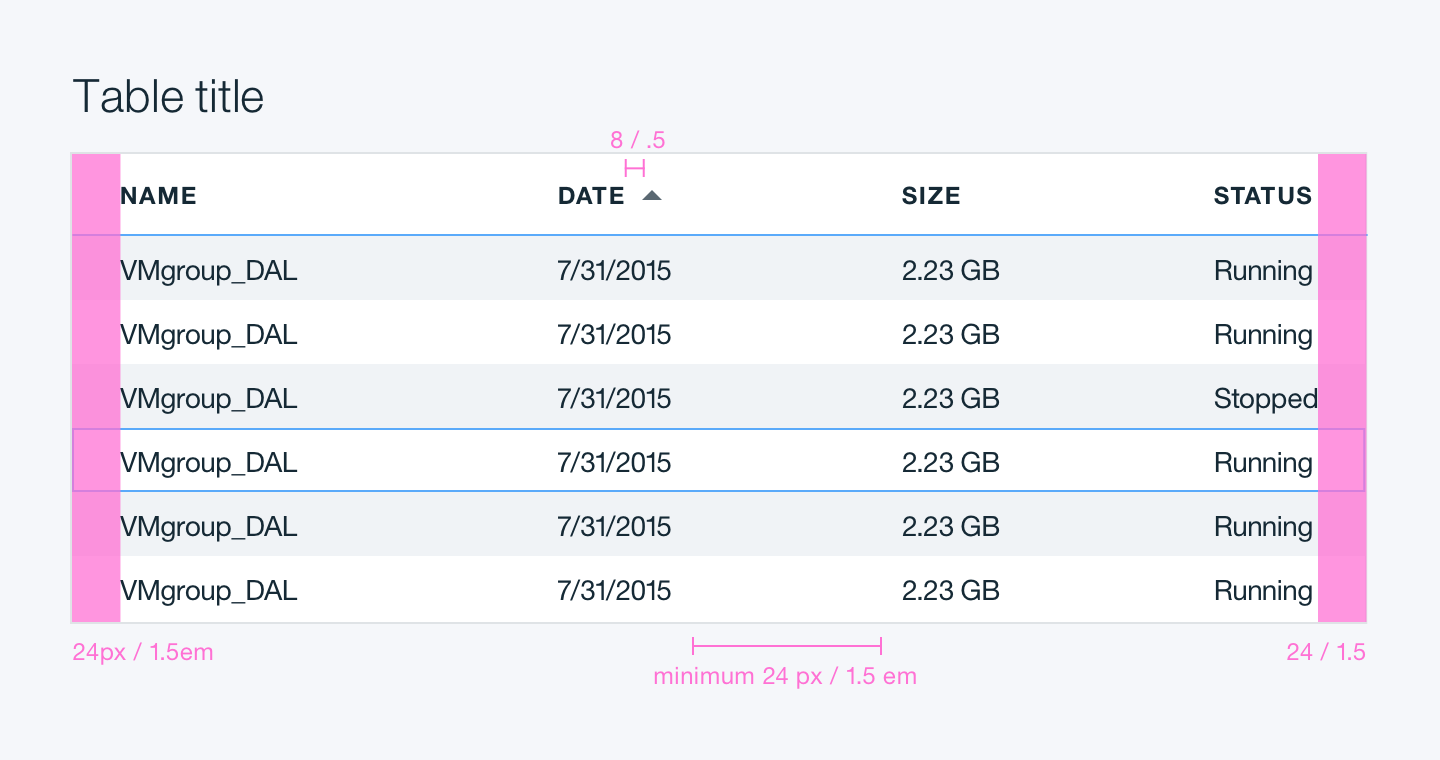 Table title
8 / .5
NAME DATE SIZE STATUS
VMgroup_DAL 7/31/2015 2.23 GB Running
VMgroup_DAL 7/31/2015 2.23 GB Running
VMgroup_DAL 7/31/2015 2.23 GB Stopped
VMgroup_DAL 7/31/2015 2.23 GB Running
VMgroup_DAL 7/31/2015 2.23 GB Running
VMgroup_DAL 7/31/2015 2.23 GB Running
24px / 1.5em 24 / 1.5
minimum 24 px / 1.5 em